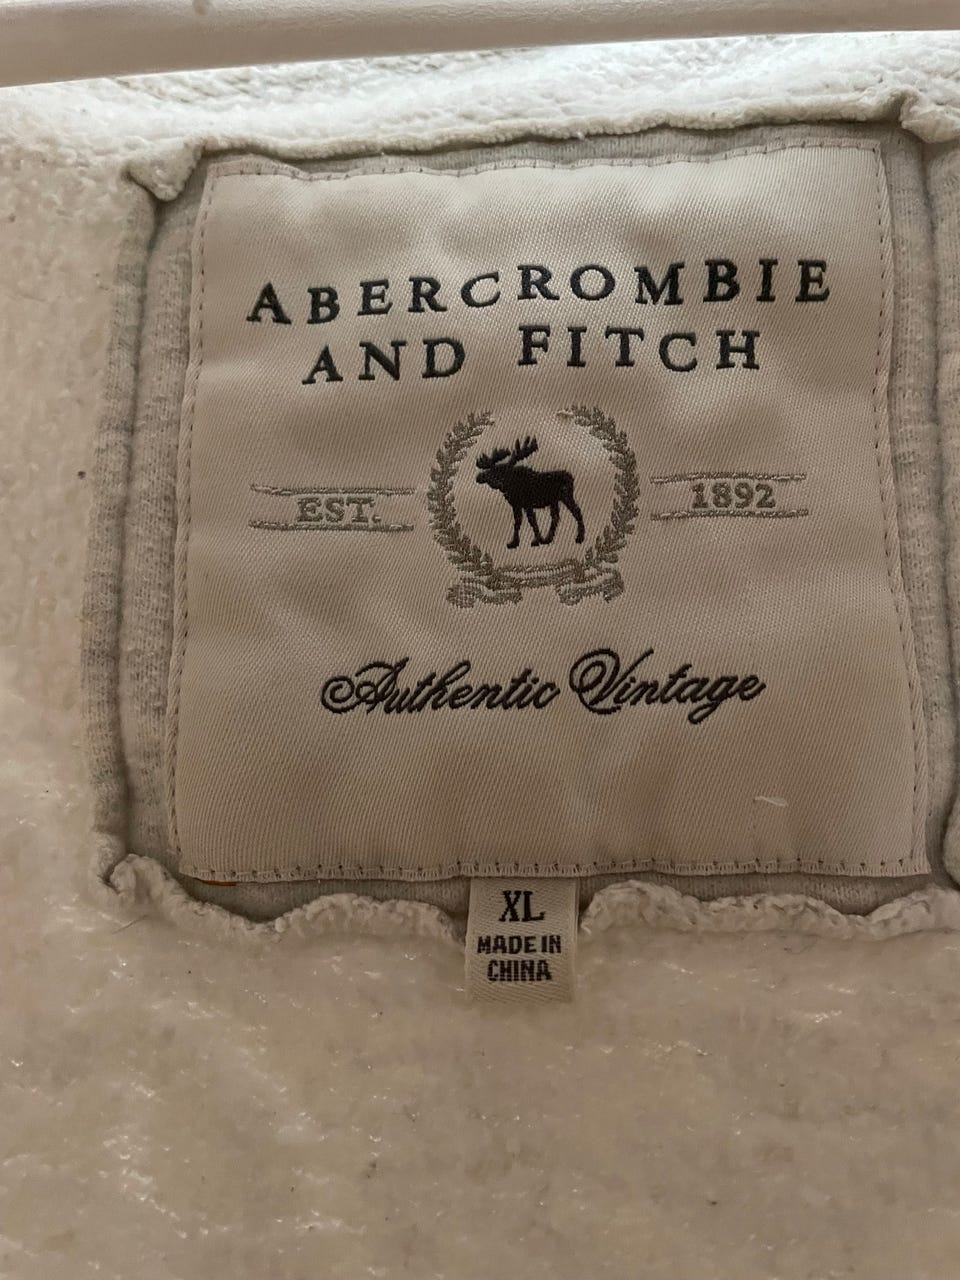 ABERCROMBIE
AND FITCH
EST. 1892
Authentic Vintage
XL
MADE IN
CHINA